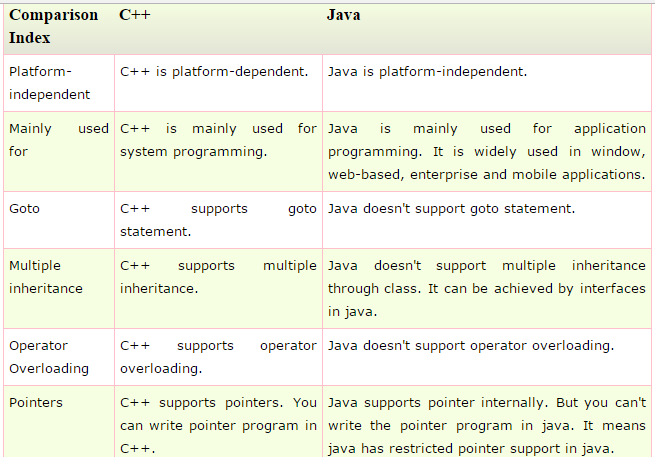 Comparison C++ Java
Index
Platform- C++ is platform-dependent. Java is platform-independent.
independent
Mainly used C++ is mainly used for Java is mainly used for application
for system programming. programming. It is widely used in window,
web-based, enterprise and mobile applications.
Goto C++ supports goto Java doesn't support goto statement.
statement.
Multiple C++ supports multiple Java doesn't support multiple inheritance
inheritance inheritance. through class. It can be achieved by interfaces
in java.
Operator C++ supports operator Java doesn't support operator overloading.
Overloading overloading.
Pointers C++ supports pointers. You Java supports pointer internally. But you can't
can write pointer program in write the pointer program in java. It means
C++. java has restricted pointer support in java.